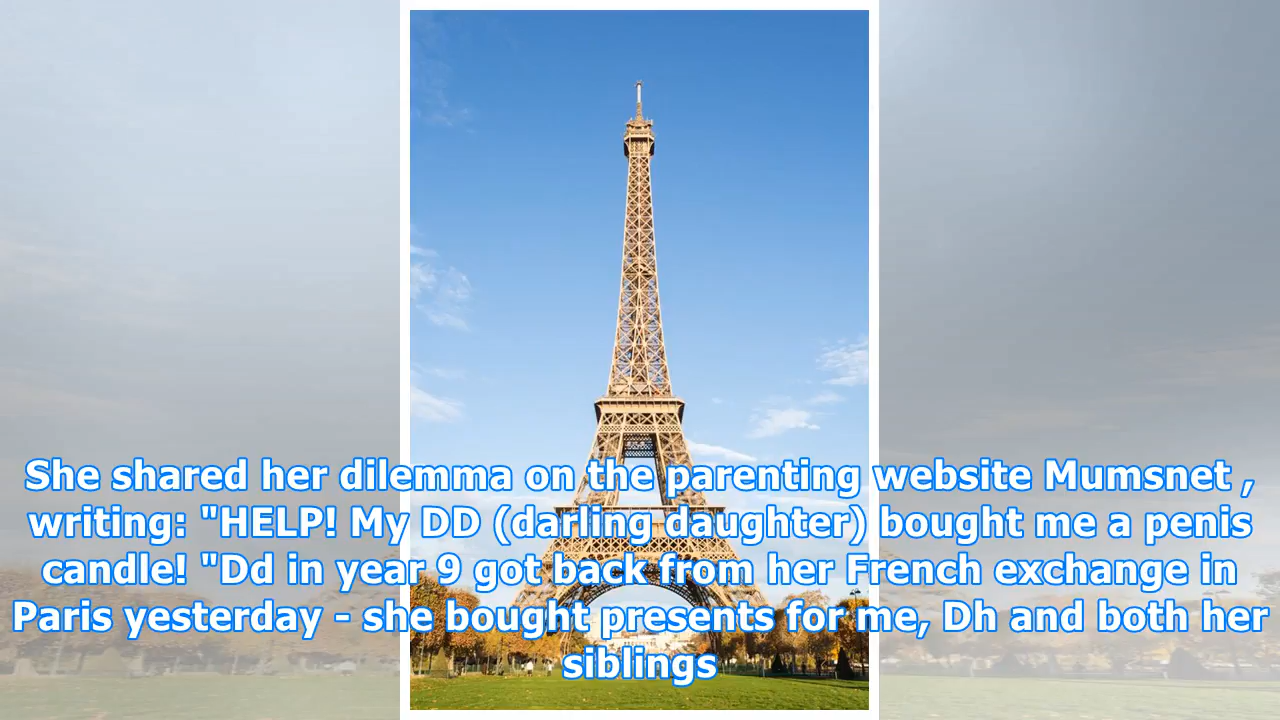 She shared her dilemma on the parenting website Mumsnet ,
writing: "HELP! My DD (darling daughter) bought me a penis
candle! "Dd in year 9 got back from her French exchange in
Paris yesterday - she bought presents for me, Dh and both her
siblings